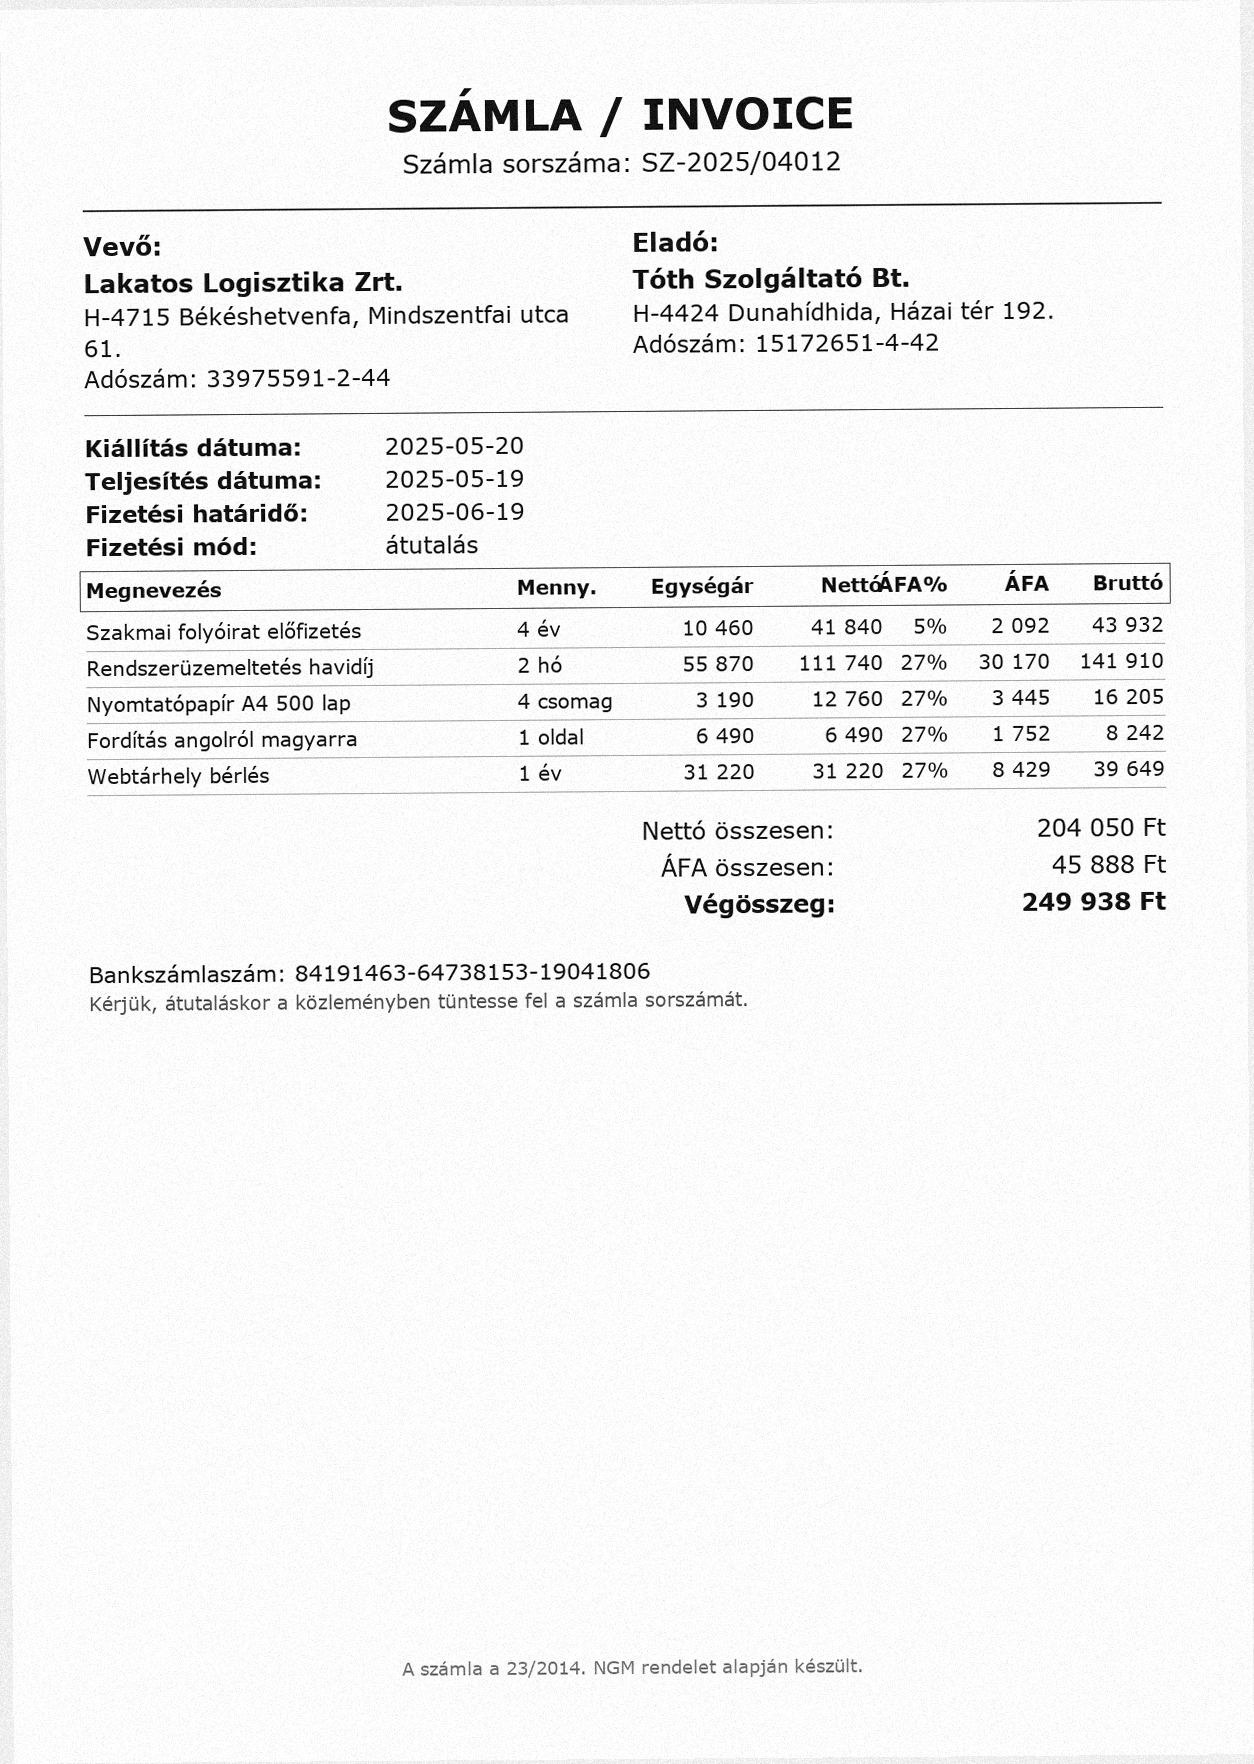 SZÁMLA / INVOICE
Számla sorszáma: SZ-2025/04012
Vevő:
Lakatos Logisztika Zrt.
H-4715 Békéshetvenfa, Mindszentfai utca
61.
Adószám: 33975591-2-44
Eladó:
Tóth Szolgáltató Bt.
H-4424 Dunahídhida, Házai tér 192.
Adószám: 15172651-4-42
Kiállítás dátuma: 2025-05-20
Teljesítés dátuma: 2025-05-19
Fizetési határidő: 2025-06-19
Fizetési mód: átutalás
Megnevezés Menny. Egységár Nettó ÁFA% ÁFA Bruttó
Szakmai folyóirat előfizetés 4 év 10 460 41 840 5% 2 092 43 932
Rendszerüzemeltetés havidíj 2 hó 55 870 111 740 27% 30 170 141 910
Nyomtatópapír A4 500 lap 4 csomag 3 190 12 760 27% 3 445 16 205
Fordítás angolról magyarra 1 oldal 6 490 6 490 27% 1 752 8 242
Webtárhely bérlés 1 év 31 220 31 220 27% 8 429 39 649
Nettó összesen: 204 050 Ft
ÁFA összesen: 45 888 Ft
Végösszeg: 249 938 Ft
Bankszámlaszám: 84191463-64738153-19041806
Kérjük, átutaláskor a közleményben tüntesse fel a számla sorszámát.
A számla a 23/2014. NGM rendelet alapján készült.